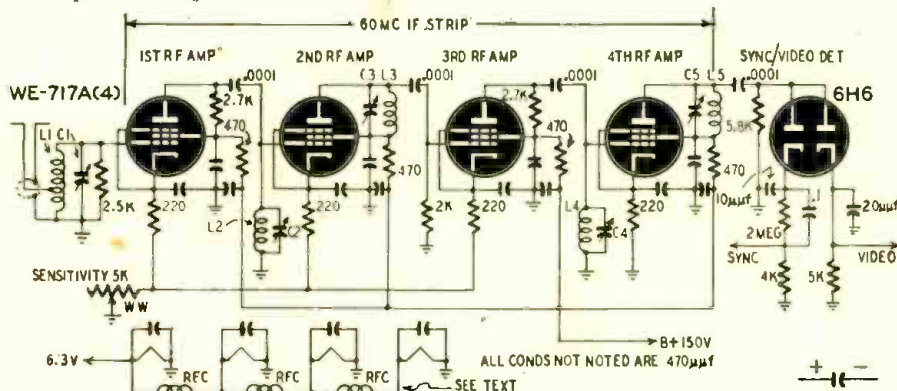 60MC IF STRIP
1ST RF AMP
2ND RF AMP
3RD RF AMP
4TH RF AMP
SYNC/VIDEO DET
WE-717A(4)
.0001
C3 L3
.0001
.0001
C5 L5
.0001
6H6
2.7K
2.7K
L1 C1
470
470
5.8K
2.5K
220
470
220
2K
220
L4
220
470
10µµf
.1
20µµf
L2
C2
C4
2MEG
SYNC
VIDEO
SENSITIVITY 5K
WW
4K
5K
6.3V
B+150V
ALL CONDS NOT NOTED ARE 470µµf
RFC
RFC
RFC
SEE TEXT
+ −